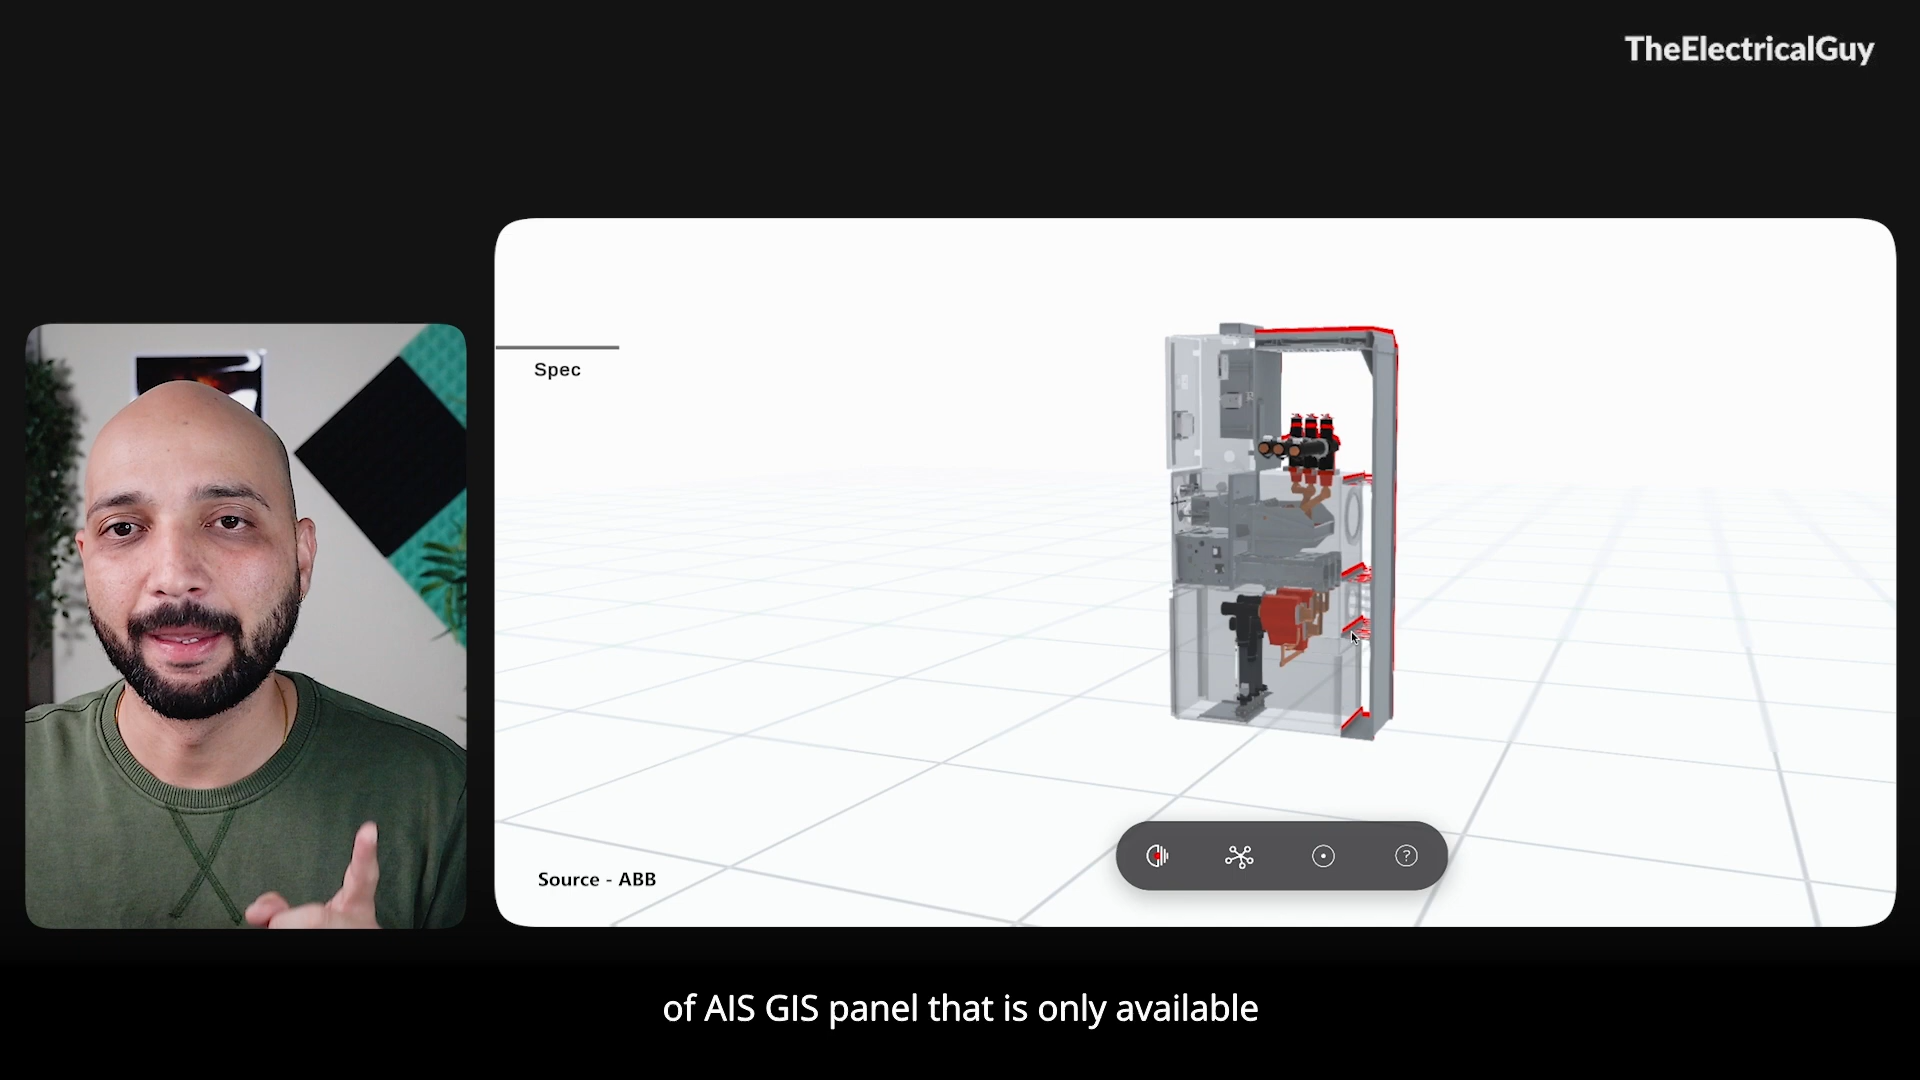 TheElectricalGuy
Spec
Source - ABB
?
of AIS GIS panel that is only available